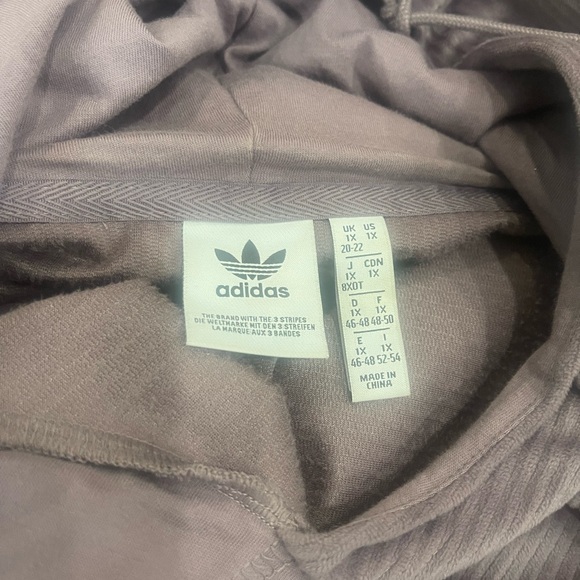 adidas
THE BRAND WITH THE 3 STRIPES
DIE WELTMARKE MIT DEN 3 STREIFEN
LA MARQUE AUX 3 BANDES
UK US
1X 1X
20-22
J CDN
1X 1X
8XOT
D F
1X 1X
46-48 48-50
E I
1X 1X
46-48 52-54
MADE IN
CHINA